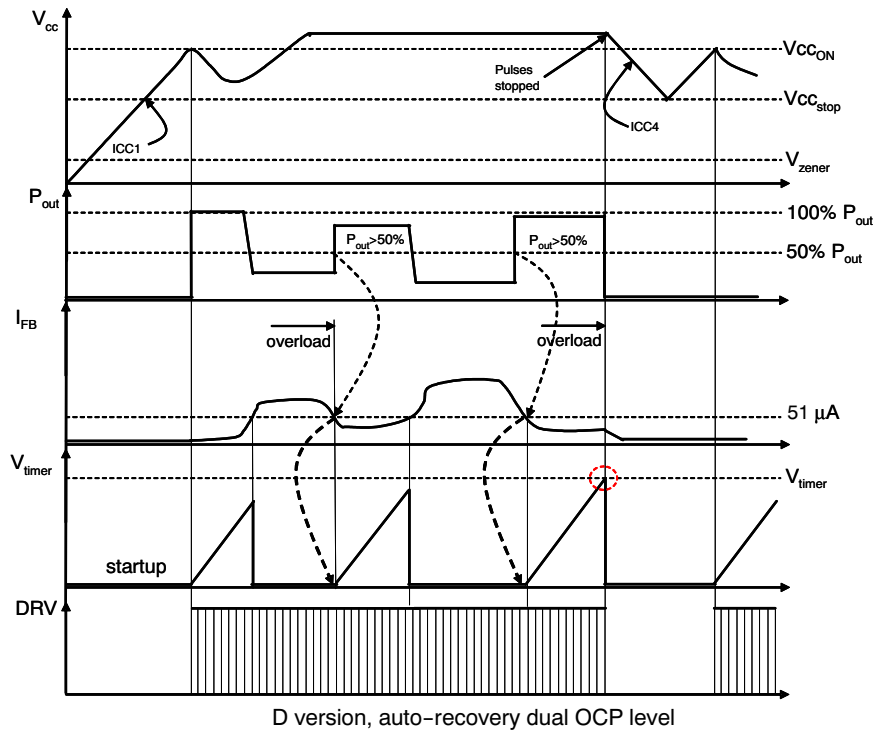 Vcc
VccON
Pulses
stopped
Vccstop
ICC1
ICC4
Vzener
Pout
100% Pout
Pout>50%
Pout>50%
50% Pout
IFB
overload
overload
51 µA
Vtimer
Vtimer
startup
DRV
D version, auto-recovery dual OCP level